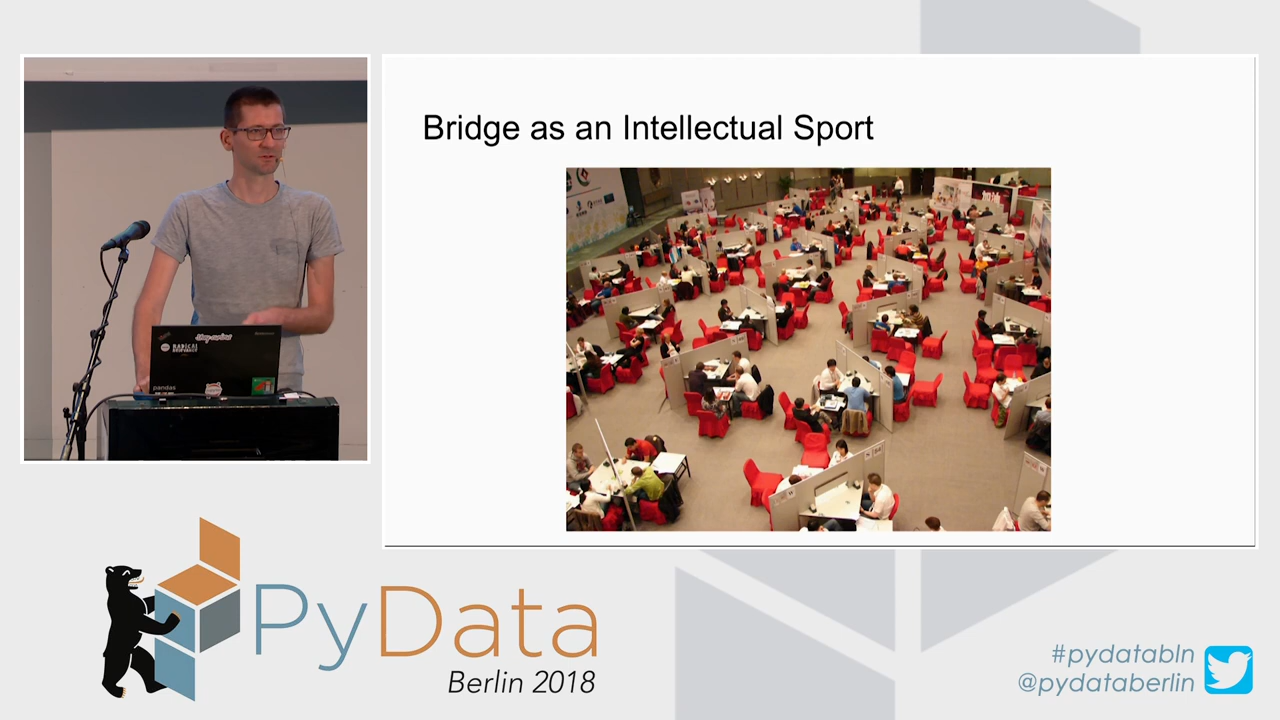 Bridge as an Intellectual Sport
pandas
PyData
Berlin 2018
#pydatabln
@pydataberlin